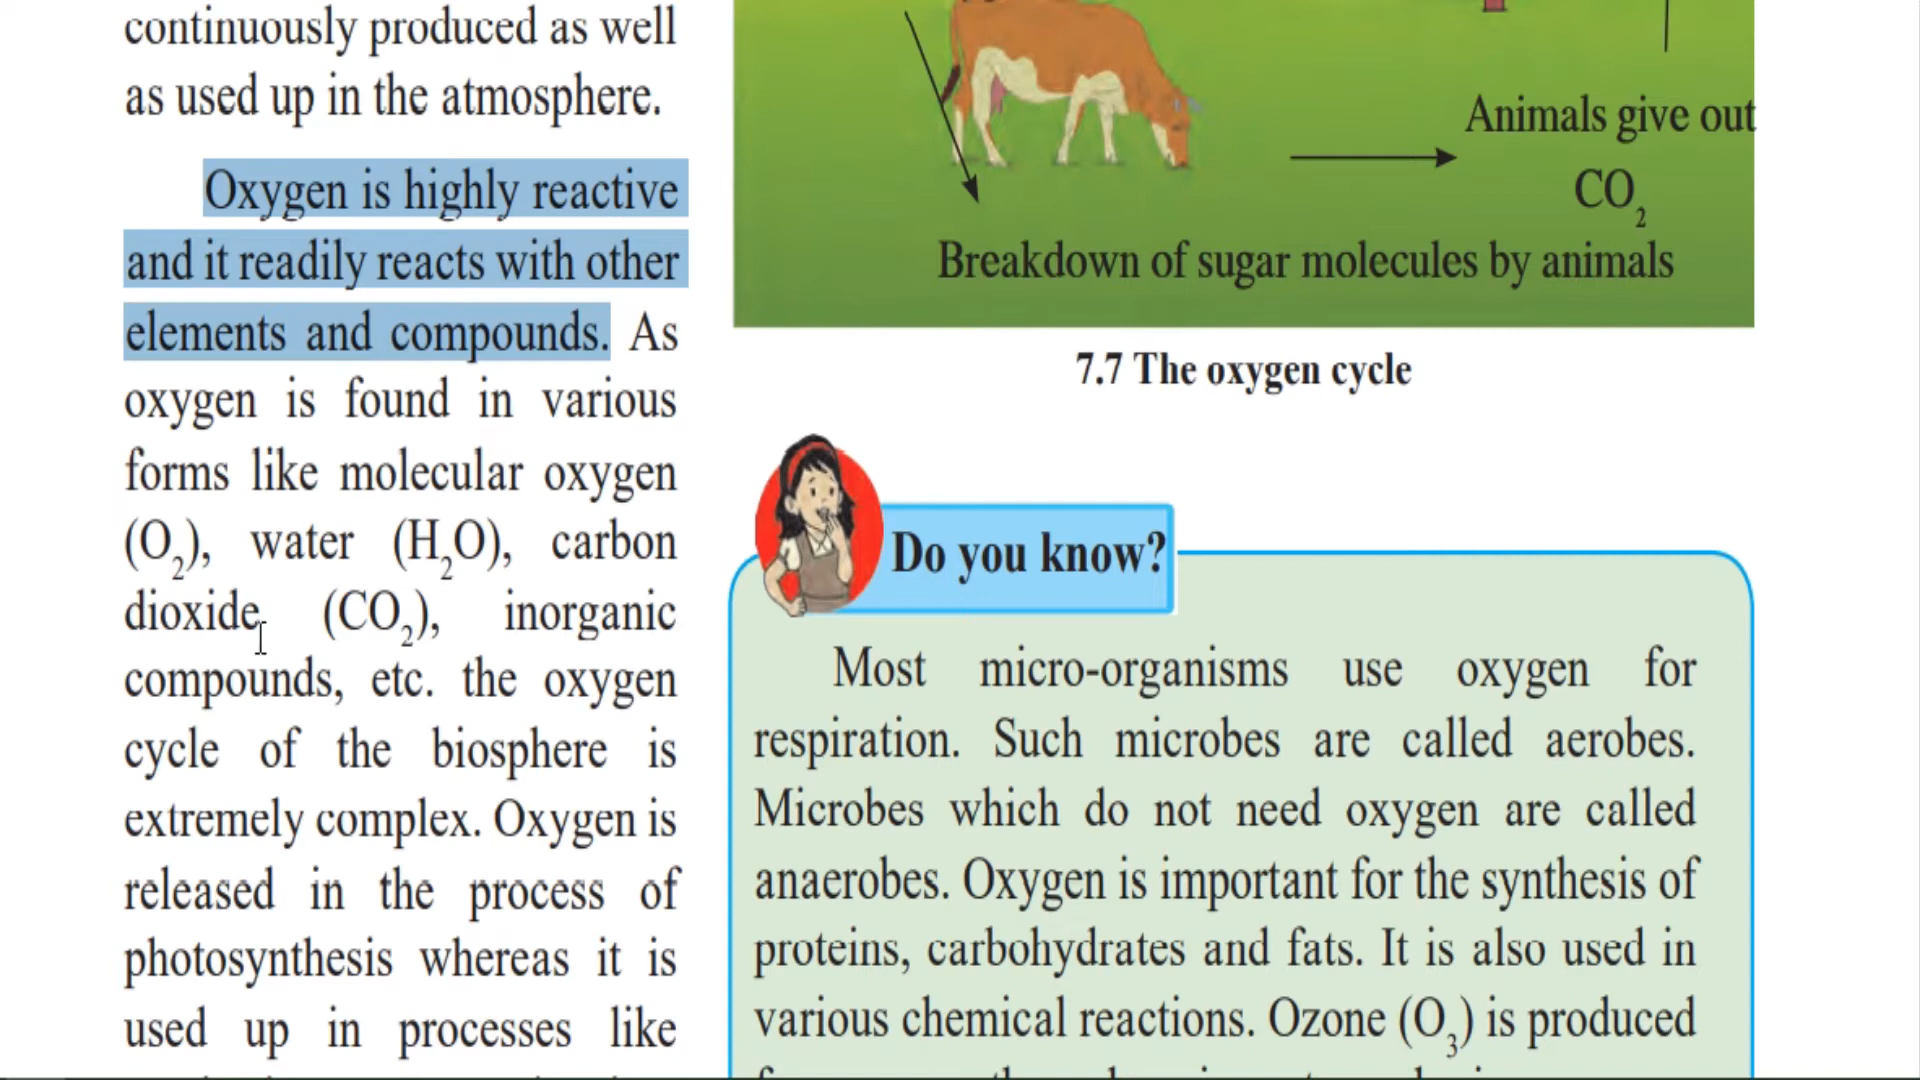 continuously produced as well
as used up in the atmosphere.
Oxygen is highly reactive
and it readily reacts with other
elements and compounds. As
oxygen is found in various
forms like molecular oxygen
(O₂), water (H₂O), carbon
dioxide (CO₂), inorganic
compounds, etc. the oxygen
cycle of the biosphere is
extremely complex. Oxygen is
released in the process of
photosynthesis whereas it is
used up in processes like
Animals give out
CO₂
Breakdown of sugar molecules by animals
7.7 The oxygen cycle
Do you know?
Most micro-organisms use oxygen for
respiration. Such microbes are called aerobes.
Microbes which do not need oxygen are called
anaerobes. Oxygen is important for the synthesis of
proteins, carbohydrates and fats. It is also used in
various chemical reactions. Ozone (O₃) is produced